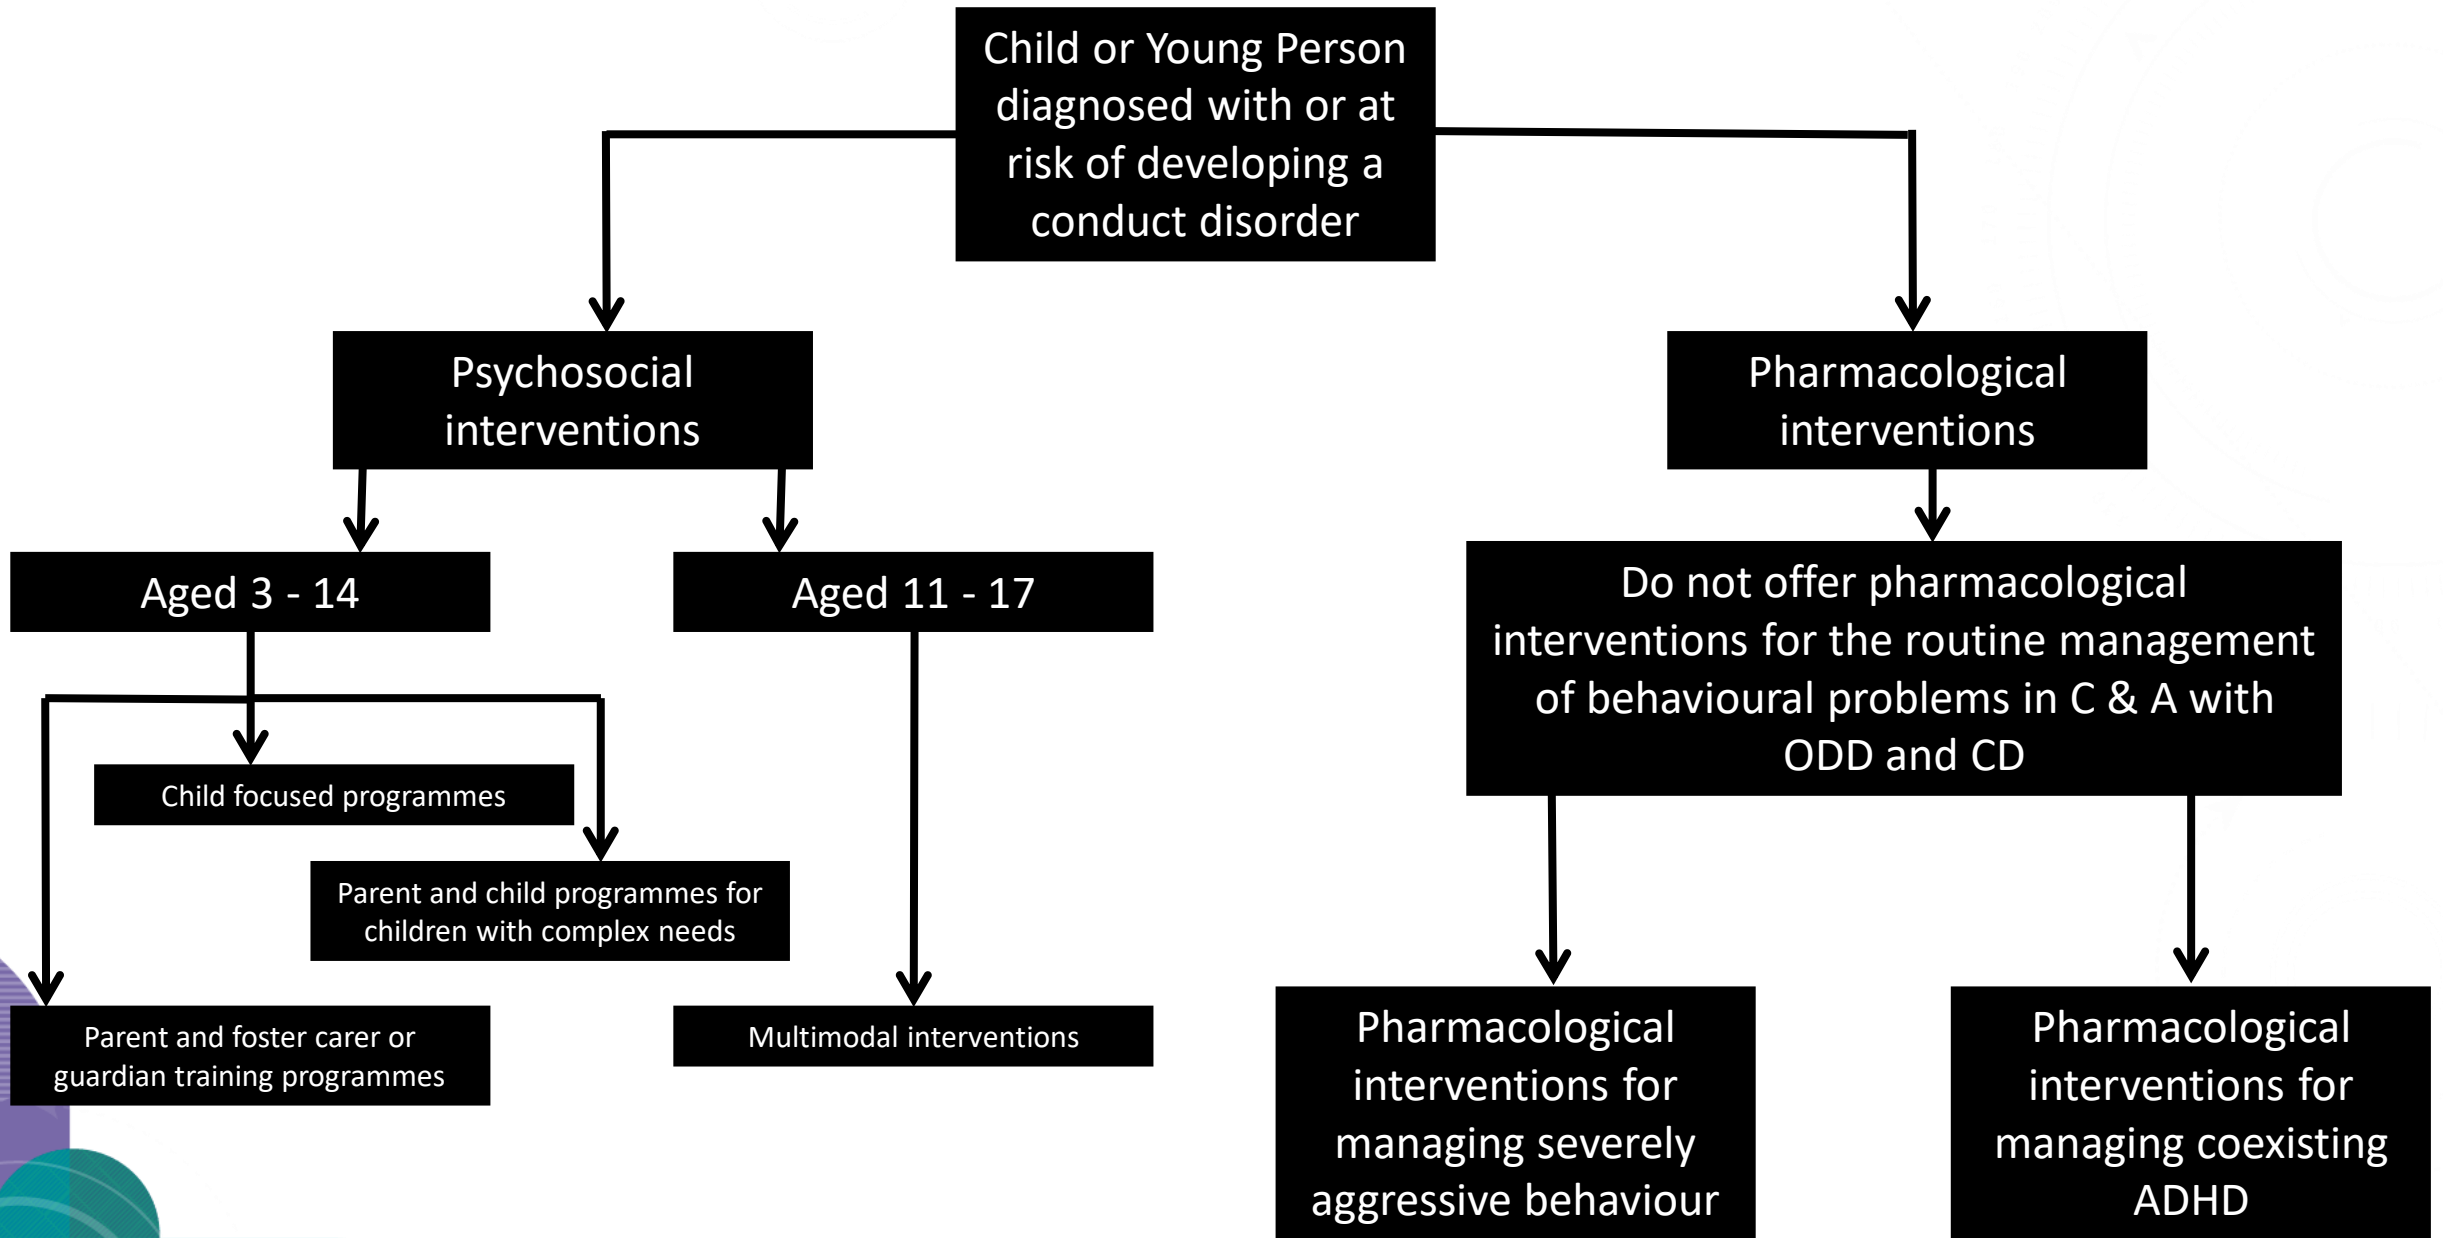 Child or Young Person
diagnosed with or at
risk of developing a
conduct disorder
Psychosocial
interventions
Pharmacological
interventions
Aged 3 - 14
Aged 11 - 17
Do not offer pharmacological
interventions for the routine management
of behavioural problems in C & A with
ODD and CD
Child focused programmes
Parent and child programmes for
children with complex needs
Parent and foster carer or
guardian training programmes
Multimodal interventions
Pharmacological
interventions for
managing severely
aggressive behaviour
Pharmacological
interventions for
managing coexisting
ADHD